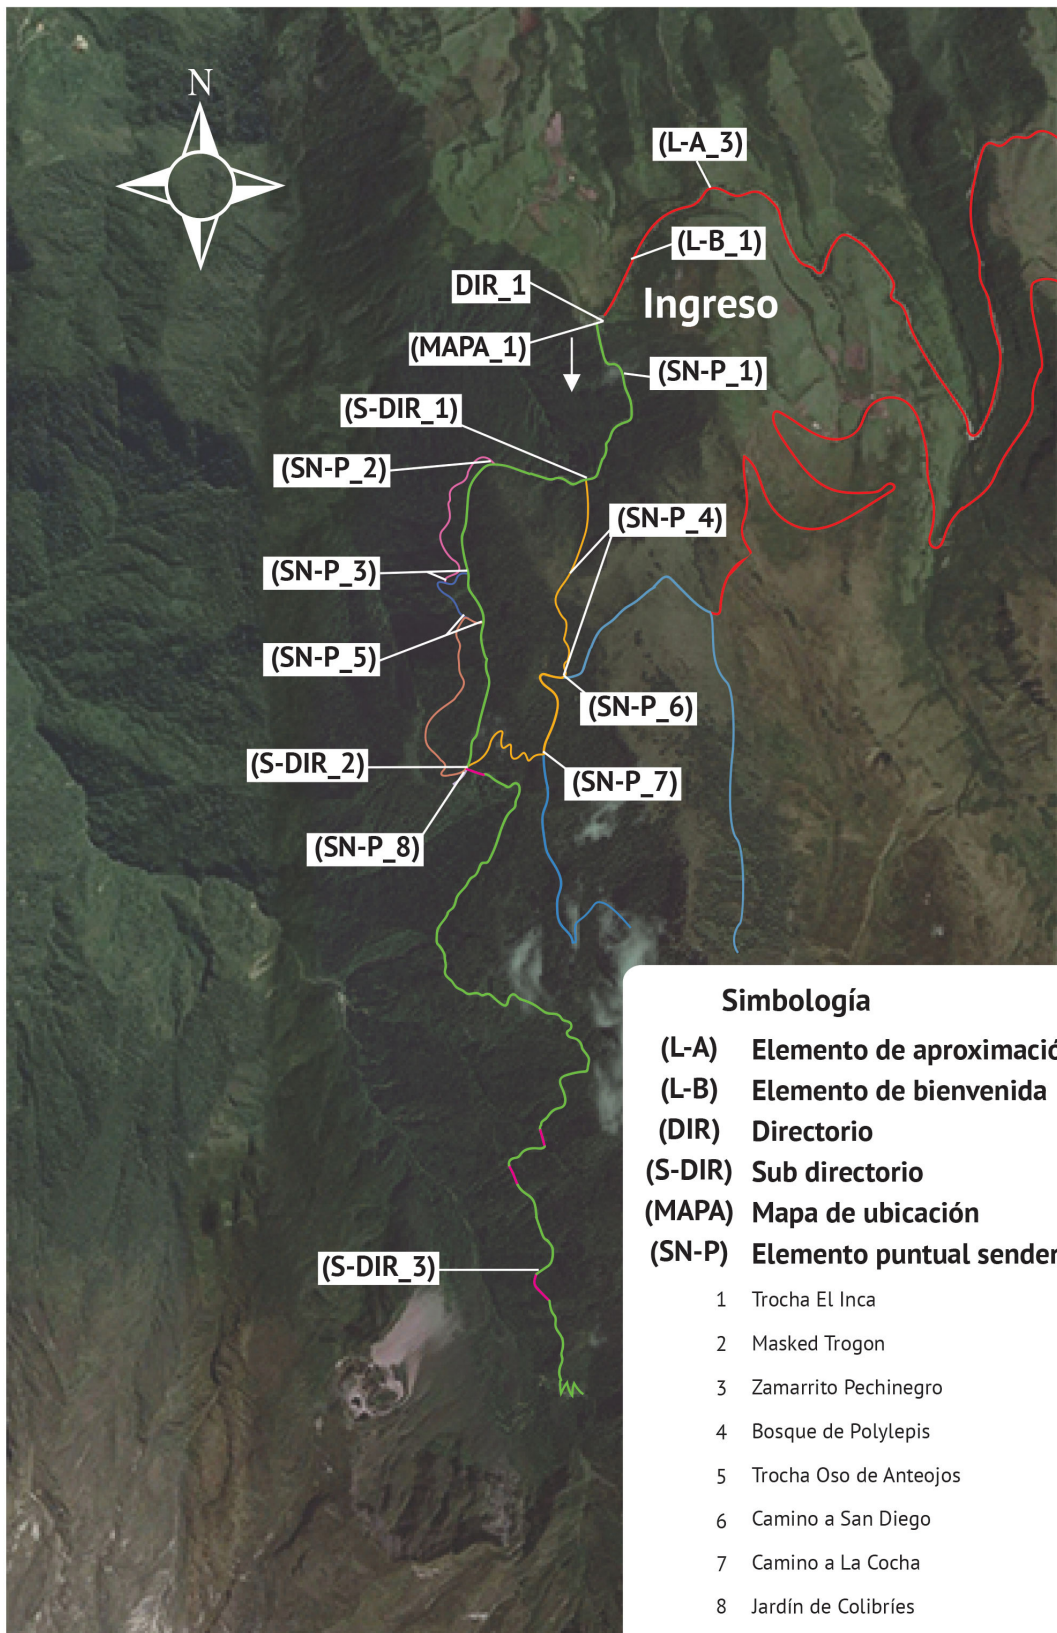 N
(L-A_3)
(L-B_1)
DIR_1
Ingreso
(MAPA_1)
(SN-P_1)
(S-DIR_1)
(SN-P_2)
(SN-P_4)
(SN-P_3)
(SN-P_5)
(SN-P_6)
(S-DIR_2)
(SN-P_7)
(SN-P_8)
(S-DIR_3)
Simbología
(L-A) Elemento de aproximació
(L-B) Elemento de bienvenida
(DIR) Directorio
(S-DIR) Sub directorio
(MAPA) Mapa de ubicación
(SN-P) Elemento puntual sender
1 Trocha El Inca
2 Masked Trogon
3 Zamarrito Pechinegro
4 Bosque de Polylepis
5 Trocha Oso de Anteojos
6 Camino a San Diego
7 Camino a La Cocha
8 Jardín de Colibríes